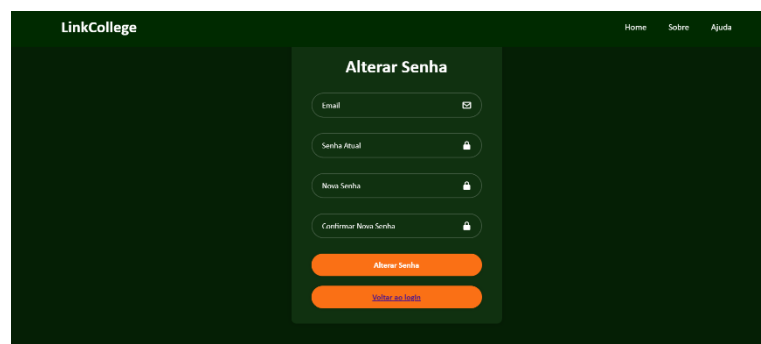 LinkCollege
Home Sobre Ajuda
Alterar Senha
Email
Senha Atual
Nova Senha
Confirmar Nova Senha
Alterar Senha
Voltar ao login